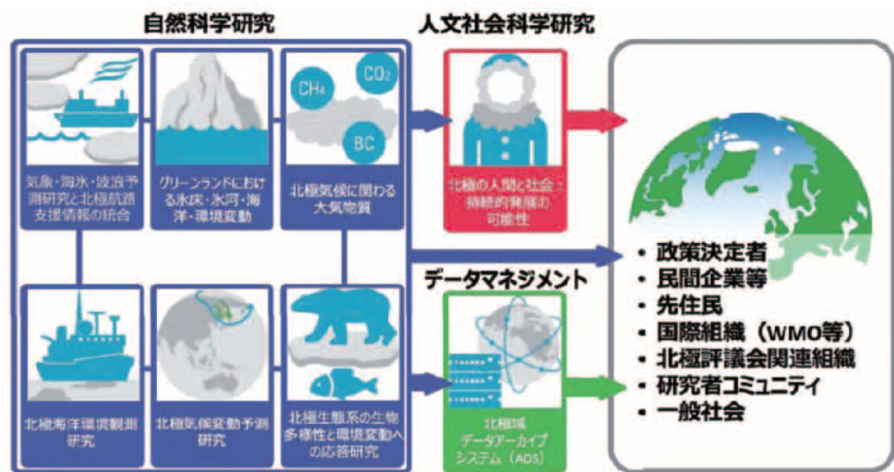 自然科学研究
人文社会科学研究
CH4
CO2
BC
気象・海氷・波浪予
測研究と北極航路
支援情報の統合
グリーンランドにおけ
る氷床・氷河・海
洋・環境変動
北極気候に関わる
大気物質
北極の人間と社会:
持続的発展の
可能性
データマネジメント
北極海洋環境観測
研究
北極気候変動予測
研究
北極生態系の生物
多様性と環境変動へ
の応答研究
北極域
データアーカイブ
システム（ADS）
・ 政策決定者
・ 民間企業等
・ 先住民
・ 国際組織（WMO等）
・ 北極評議会関連組織
・ 研究者コミュニティ
・ 一般社会